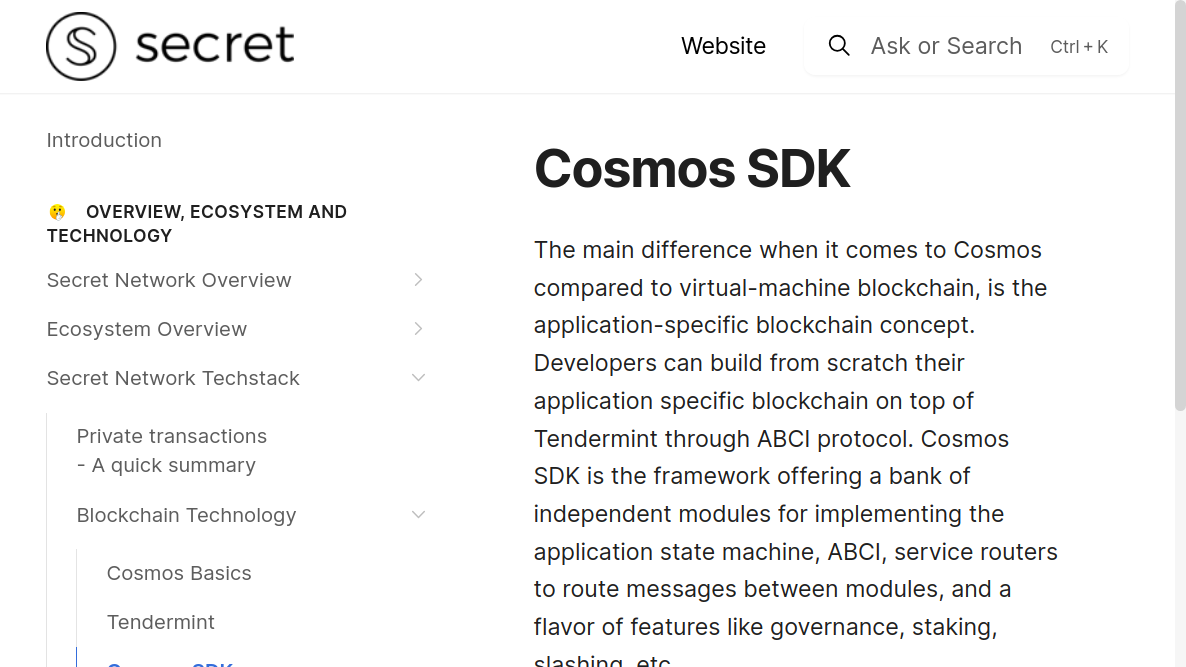 secret
Website
Ask or Search
Ctrl + K
Introduction
OVERVIEW, ECOSYSTEM AND
TECHNOLOGY
Secret Network Overview
Ecosystem Overview
Secret Network Techstack
Private transactions
- A quick summary
Blockchain Technology
Cosmos Basics
Tendermint
Cosmos SDK
Cosmos SDK
The main difference when it comes to Cosmos
compared to virtual-machine blockchain, is the
application-specific blockchain concept.
Developers can build from scratch their
application specific blockchain on top of
Tendermint through ABCI protocol. Cosmos
SDK is the framework offering a bank of
independent modules for implementing the
application state machine, ABCI, service routers
to route messages between modules, and a
flavor of features like governance, staking,
slashing, etc.